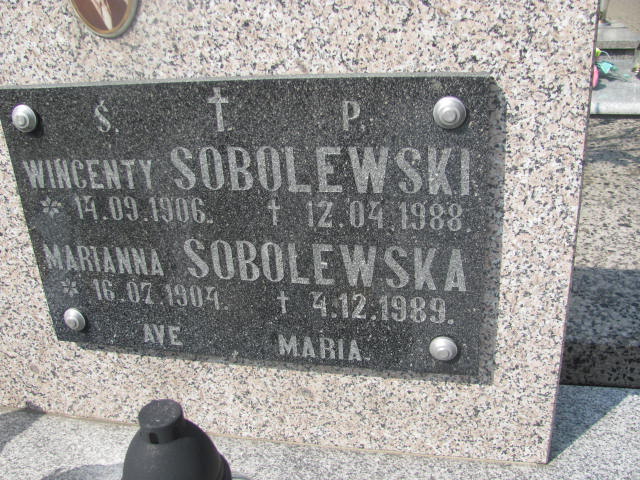 Ś. † P.
WINCENTY SOBOLEWSKI
* 14.09.1906. † 12.04.1988.
MARIANNA SOBOLEWSKA
* 16.07.1904. † 4.12.1989.
AVE MARIA.